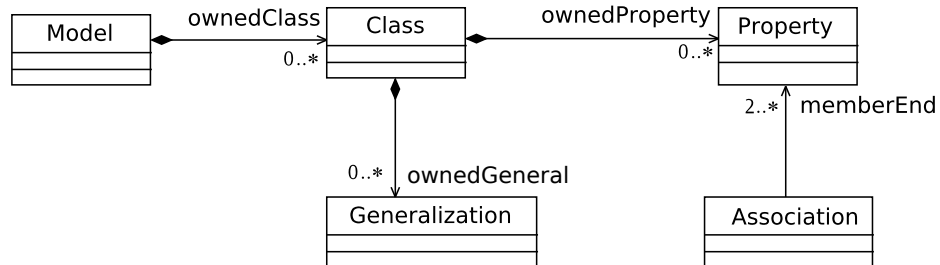 Model
ownedClass
0..*
Class
ownedProperty
0..*
Property
2..*
memberEnd
0..*
ownedGeneral
Generalization
Association